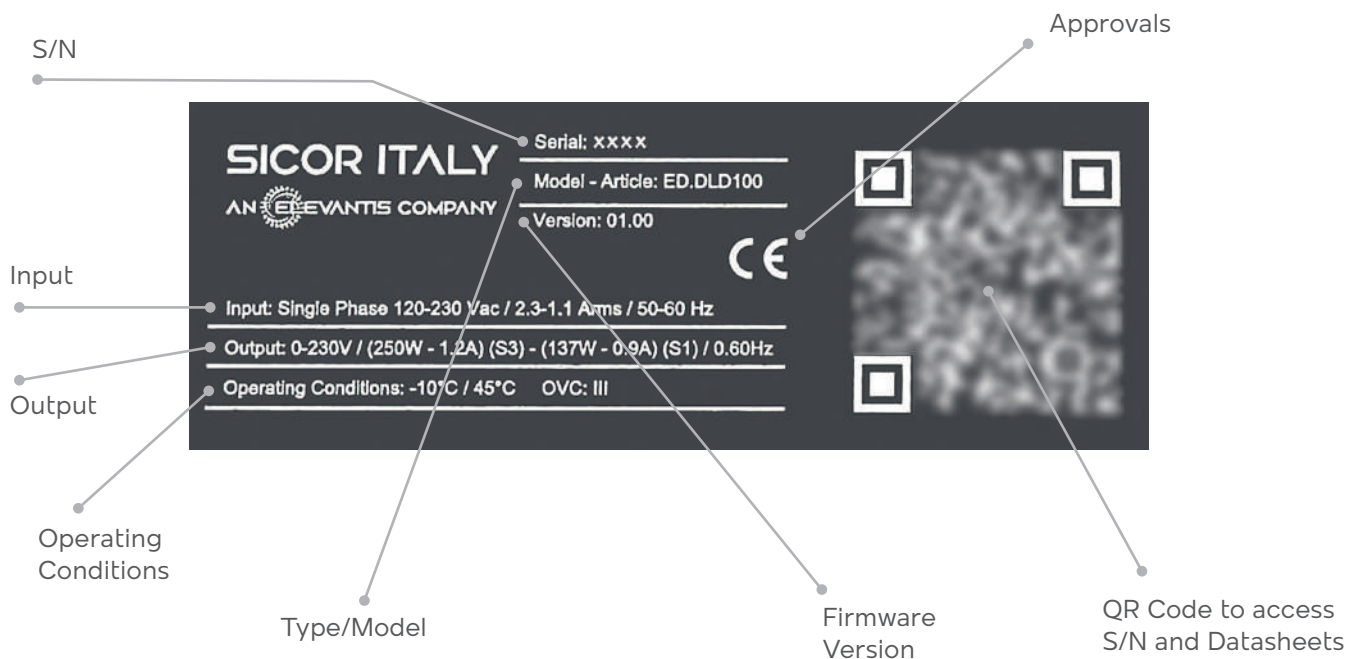 Approvals
S/N
SICOR ITALY
AN ELEVANTIS COMPANY
Serial: xxxx
Model - Article: ED.DLD100
Version: 01.00
CE
Input
Input: Single Phase 120-230 Vac / 2.3-1.1 Arms / 50-60 Hz
Output: 0-230V / (250W - 1.2A) (S3) - (137W - 0.9A) (S1) / 0.60Hz
Output
Operating Conditions: -10°C / 45°C OVC: III
Operating
Conditions
Type/Model
Firmware
Version
QR Code to access
S/N and Datasheets